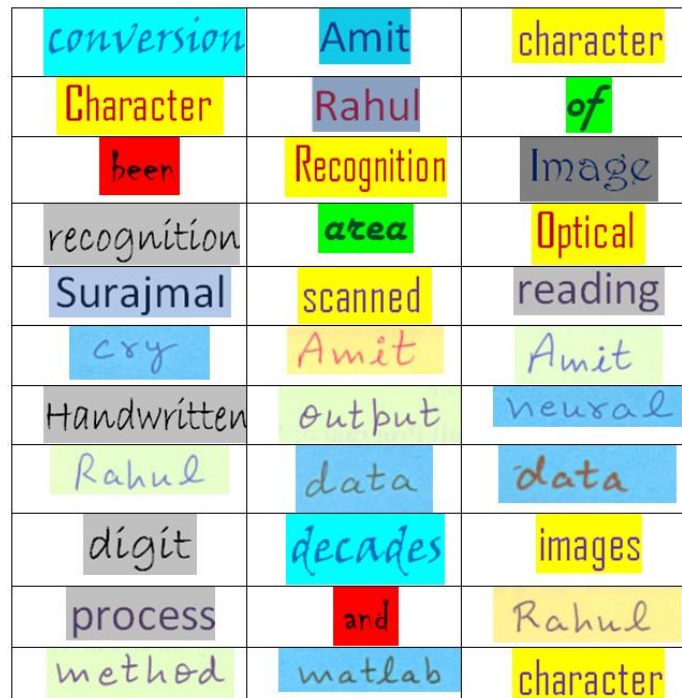 conversion Amit character
Character Rahul of
been Recognition Image
recognition area Optical
Surajmal scanned reading
cry Amit Amit
Handwritten output neural
Rahul data data
digit decades images
process and Rahul
method matlab character